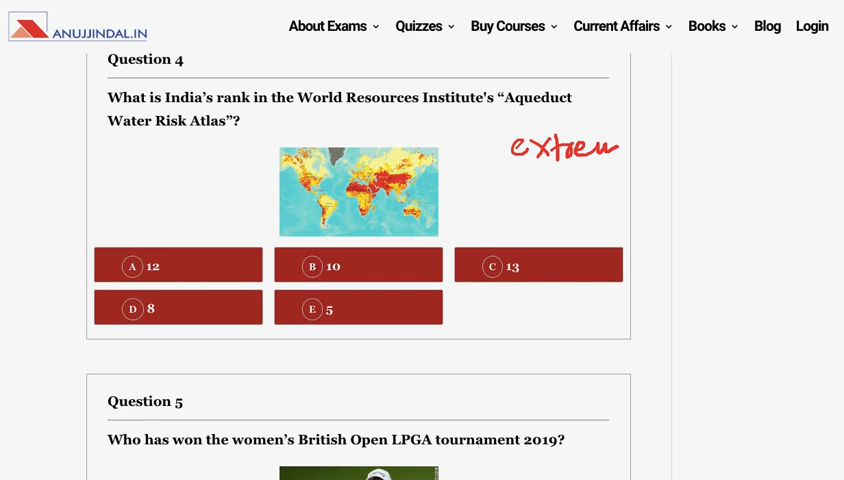 ANUJJINDAL.IN
About Exams Quizzes Buy Courses Current Affairs Books Blog Login
Question 4
What is India’s rank in the World Resources Institute's “Aqueduct
Water Risk Atlas”?
extrem
A 12 B 10 C 13
D 8 E 5
Question 5
Who has won the women’s British Open LPGA tournament 2019?